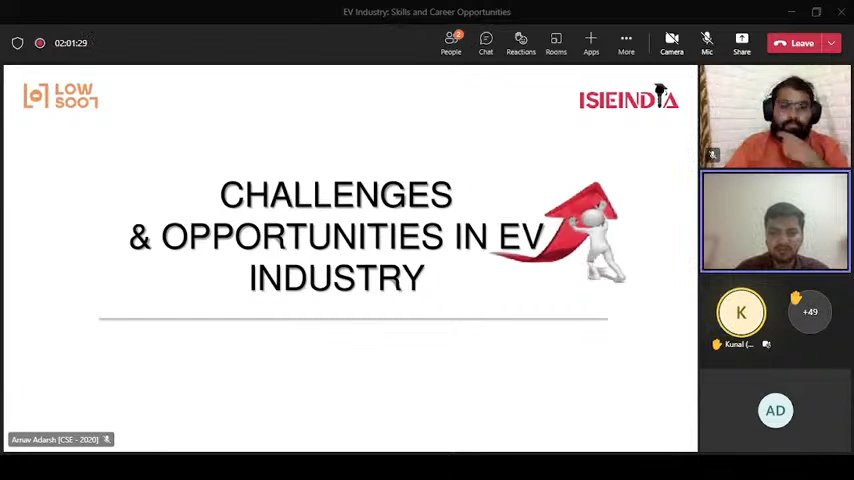 EV Industry: Skills and Career Opportunities
02:01:29
People
2
Chat
Reactions
Rooms
Apps
More
Camera
Mic
Share
Leave
LOW
SOOT
ISIEINDIA
CHALLENGES
& OPPORTUNITIES IN EV
INDUSTRY
K
+49
Kunal (...
AD
Arnav Adarsh [CSE - 2020]